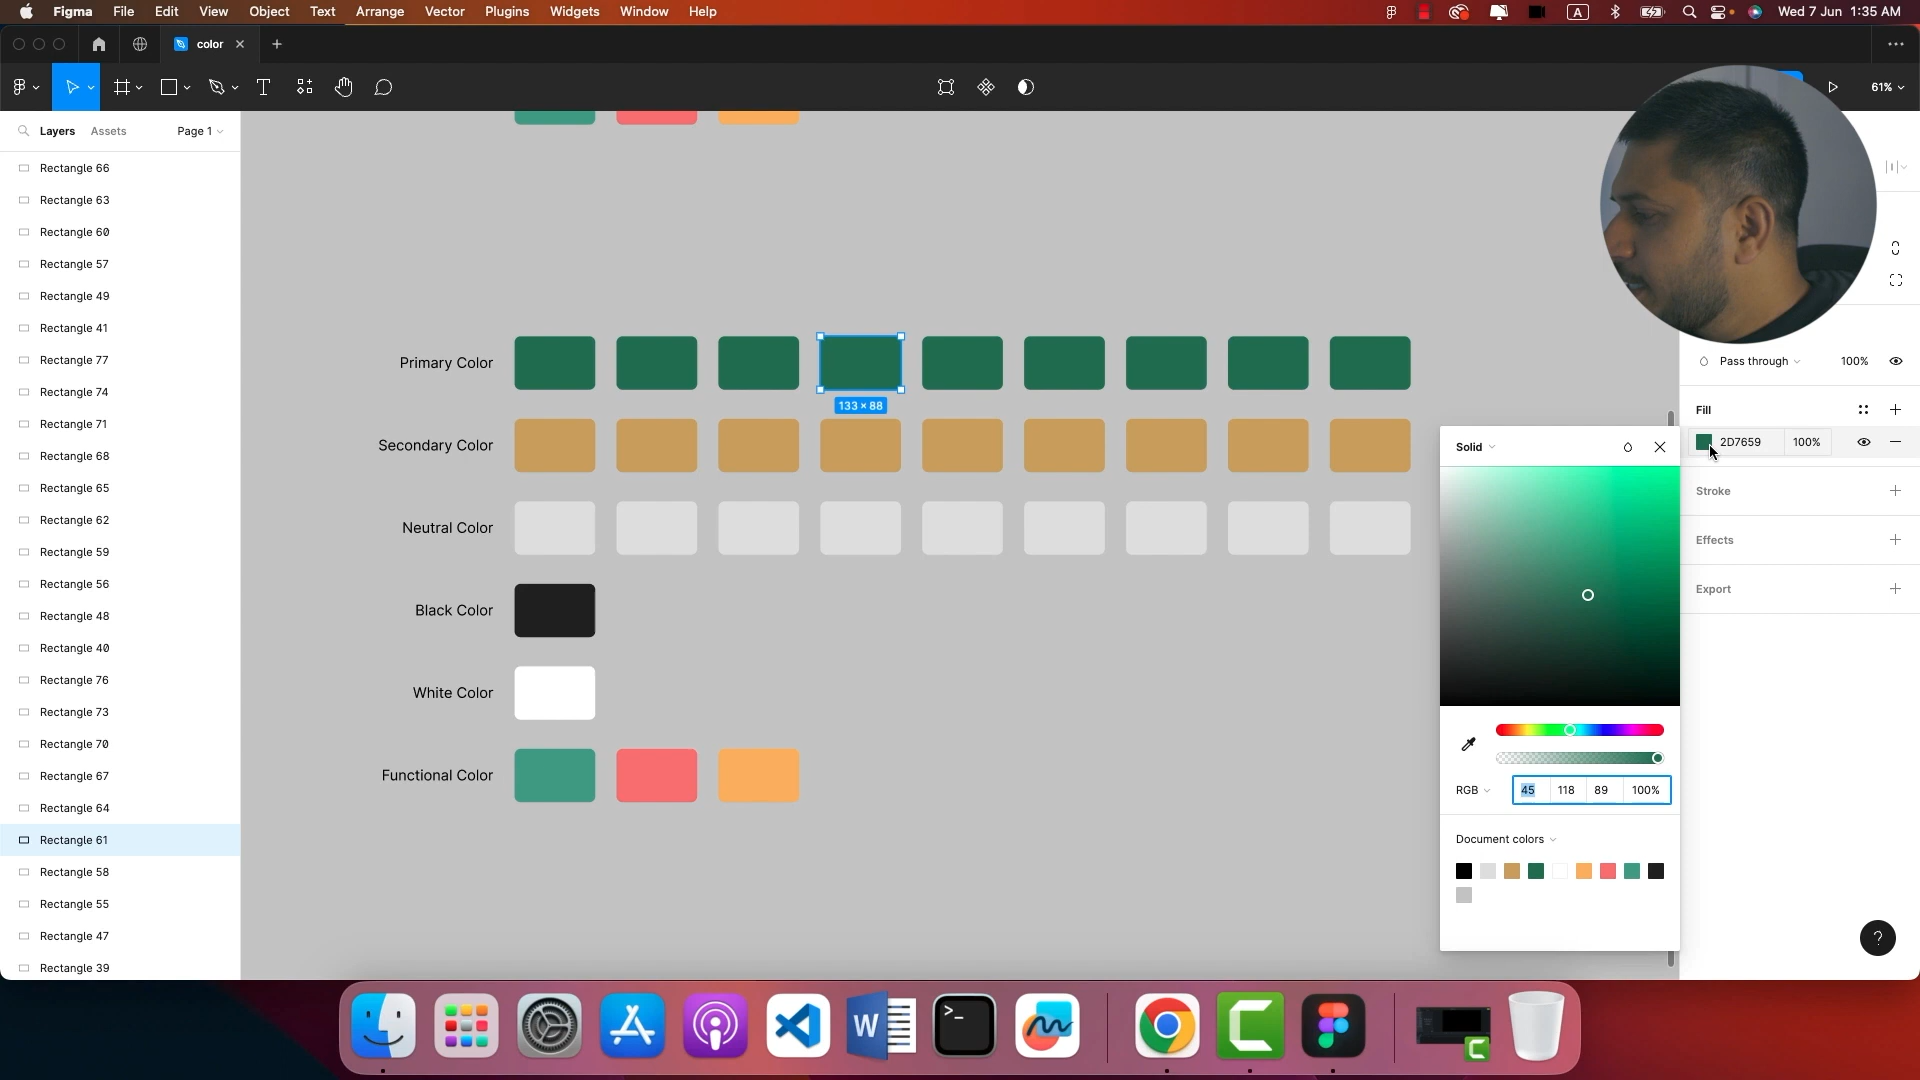 Figma File Edit View Object Text Arrange Vector Plugins Widgets Window Help
A
Wed 7 Jun 1:35 AM
color
61%
Layers Assets Page 1
Rectangle 66
Rectangle 63
Rectangle 60
Rectangle 57
Rectangle 49
Rectangle 41
Rectangle 77
Rectangle 74
Rectangle 71
Rectangle 68
Rectangle 65
Rectangle 62
Rectangle 59
Rectangle 56
Rectangle 48
Rectangle 40
Rectangle 76
Rectangle 73
Rectangle 70
Rectangle 67
Rectangle 64
Rectangle 61
Rectangle 58
Rectangle 55
Rectangle 47
Rectangle 39
Primary Color
133 × 88
Secondary Color
Neutral Color
Black Color
White Color
Functional Color
Pass through 100%
Fill
2D7659 100%
Stroke
Effects
Export
Solid
RGB 45 118 89 100%
Document colors
?
W
>_